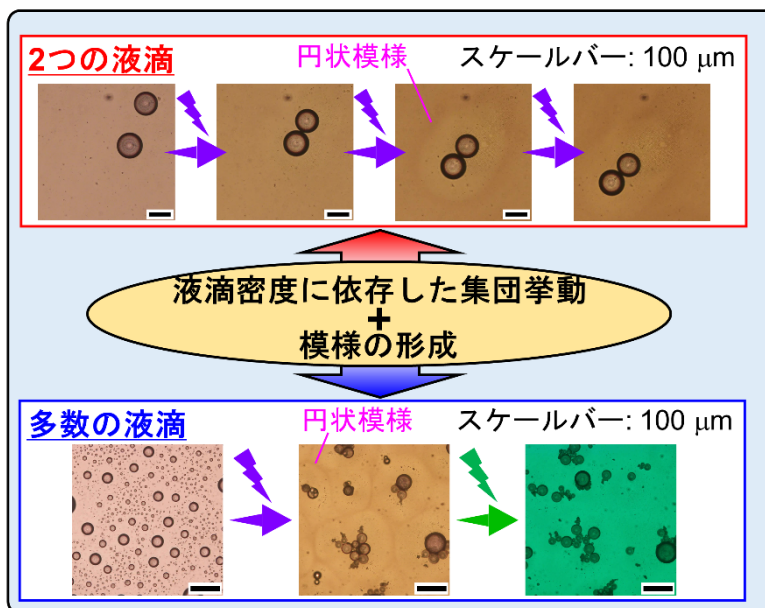 2つの液滴
円状模様
スケールバー: 100 μm
液滴密度に依存した集団挙動
+
模様の形成
多数の液滴
円状模様
スケールバー: 100 μm